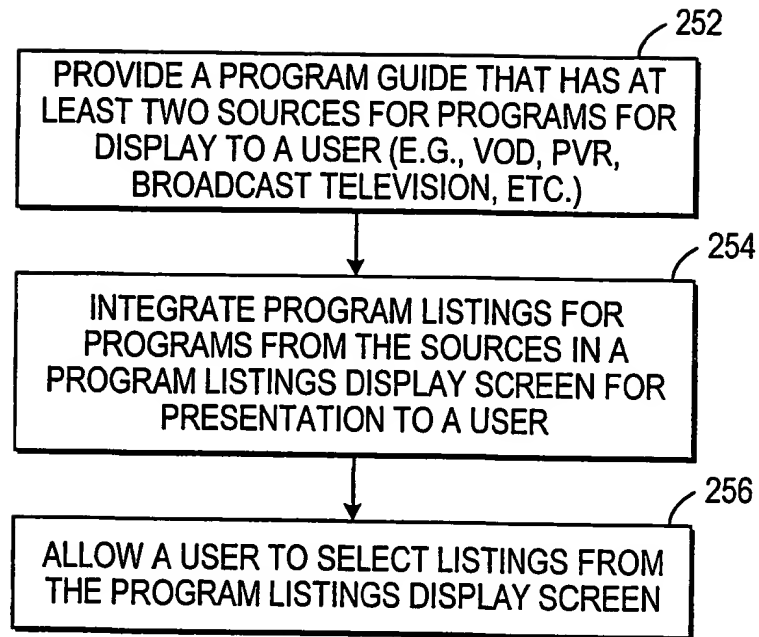 252
PROVIDE A PROGRAM GUIDE THAT HAS AT
LEAST TWO SOURCES FOR PROGRAMS FOR
DISPLAY TO A USER (E.G., VOD, PVR,
BROADCAST TELEVISION, ETC.)
254
INTEGRATE PROGRAM LISTINGS FOR
PROGRAMS FROM THE SOURCES IN A
PROGRAM LISTINGS DISPLAY SCREEN FOR
PRESENTATION TO A USER
256
ALLOW A USER TO SELECT LISTINGS FROM
THE PROGRAM LISTINGS DISPLAY SCREEN